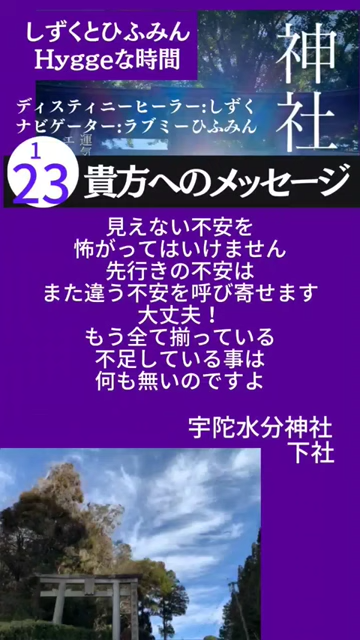 しずくとひふみん
Hyggeな時間
神社
ディスティニーヒーラー:しずく
ナビゲーター:ラブミーひふみん
1
23
貴方へのメッセージ
見えない不安を
怖がってはいけません
先行きの不安は
また違う不安を呼び寄せます
大丈夫！
もう全て揃っている
不足している事は
何も無いのですよ
宇陀水分神社
下社